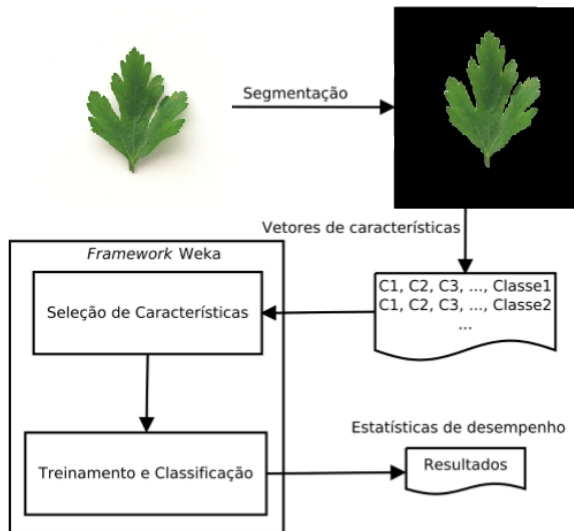 Segmentação
Vetores de característicās
Framework Weka
C1, C2, C3, ..., Classe1
C1, C2, C3, ..., Classe2
...
Seleção de Características
Estatísticas de desempenho
Treinamento e Classificação
Resultados